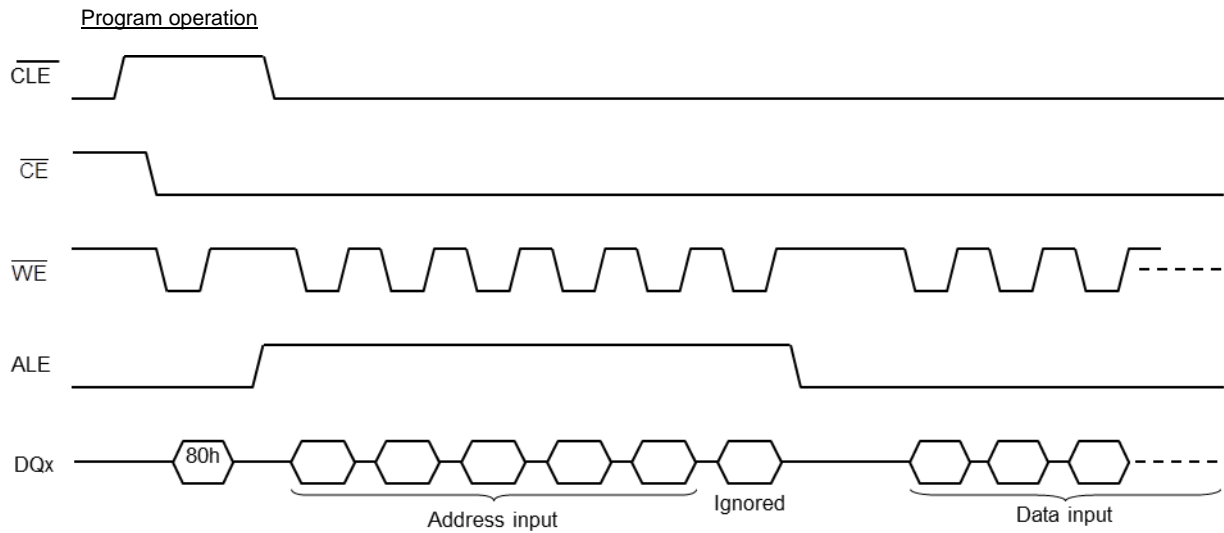 Program operation
CLE
CE
WE
ALE
DQx
80h
Address input
Ignored
Data input